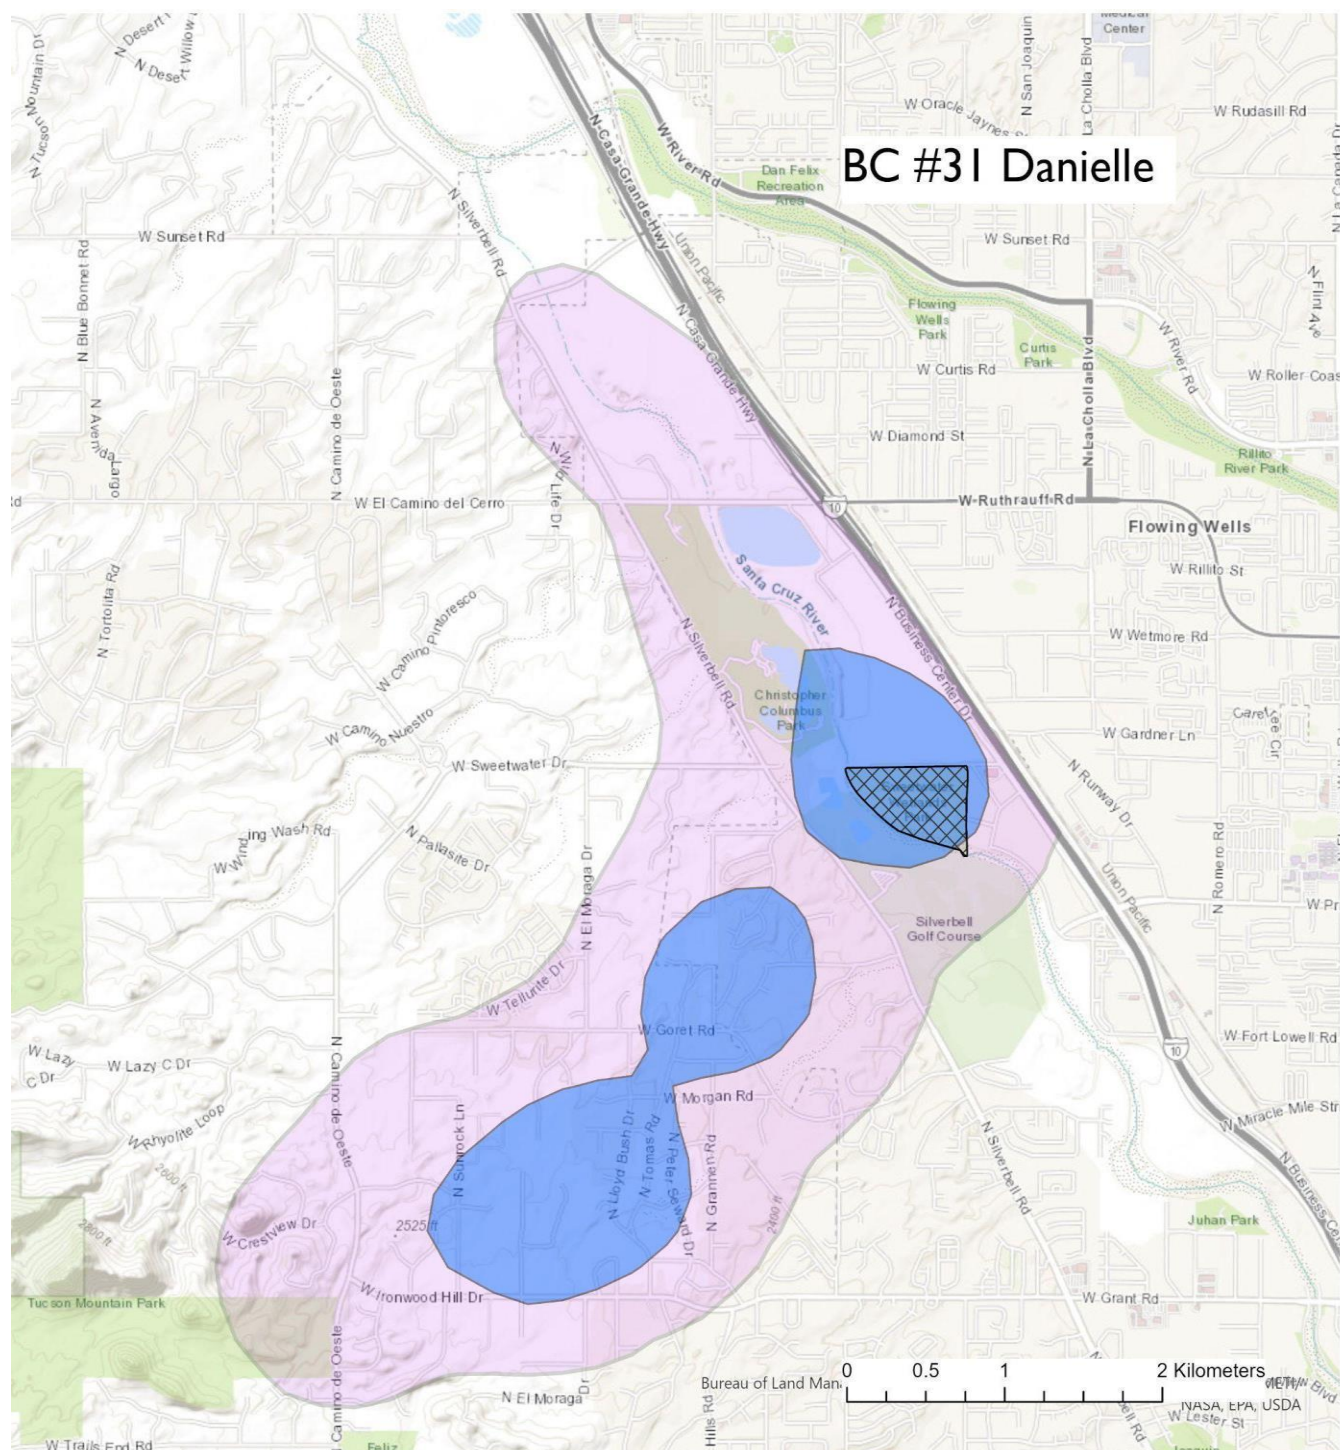 Medical
Center
N Desert
Willow
N Desert
N Tucson Mountain Dr
N San Joaquin
La Cholla Blvd
W Oracle Jaynes
W Rudasill Rd
N Casa Grande Hwy
W River Rd
BC #31 Danielle
Dan Felix
Recreation
Area
N Silverbell Rd
W Sunset Rd
W Sunset Rd
Union Pacific
N Blue Bonnet Rd
N Flint Ave
N Casa Grande Hwy
Flowing
Wells
Park
Curtis
Park
W River Rd
N La Cholla Blvd
W Curtis Rd
W Roller Coas
N Camino de Oeste
N Avenida
Largo
W Diamond St
Rillito
River Park
Life Dr
W El Camino del Cerro
10
W Ruthrauff Rd
Flowing Wells
W Rillito St
N Tortolita Rd
Santa Cruz River
W Camino Pintoresco
N Business Center Dr
W Wetmore Rd
N Silverbell Rd
Christopher
Columbus
Park
W Camino Nuestro
W Gardner Ln
W Sweetwater Dr
N Runway Dr
W Winding Wash Rd
N Pallasite Dr
N El Moraga Dr
N Romero Rd
Union Pacific
W Pr
Silverbell
Golf Course
W Tellurite Dr
W Goret Rd
W Fort Lowell Rd
10
W Lazy
C Dr
W Lazy C Dr
N Camino de Oeste
W Morgan Rd
W Miracle Mile Str
W Rhyolite Loop
N Sunrock Ln
N Lloyd Bush Dr
N Tomas Rd
N Peter Seward Dr
N Grannen Rd
N Silverbell Rd
2600 ft
2800 ft
2400 ft
2525 ft
W Crestview Dr
Juhan Park
W Ironwood Hill Dr
W Grant Rd
Tucson Mountain Park
N Camino de Oeste
0 0.5 1 2 Kilometers
Bureau of Land Man
N El Moraga Dr
NASA, EPA, USDA
W Lester St
Hills Rd
W Trails End Rd
Feliz